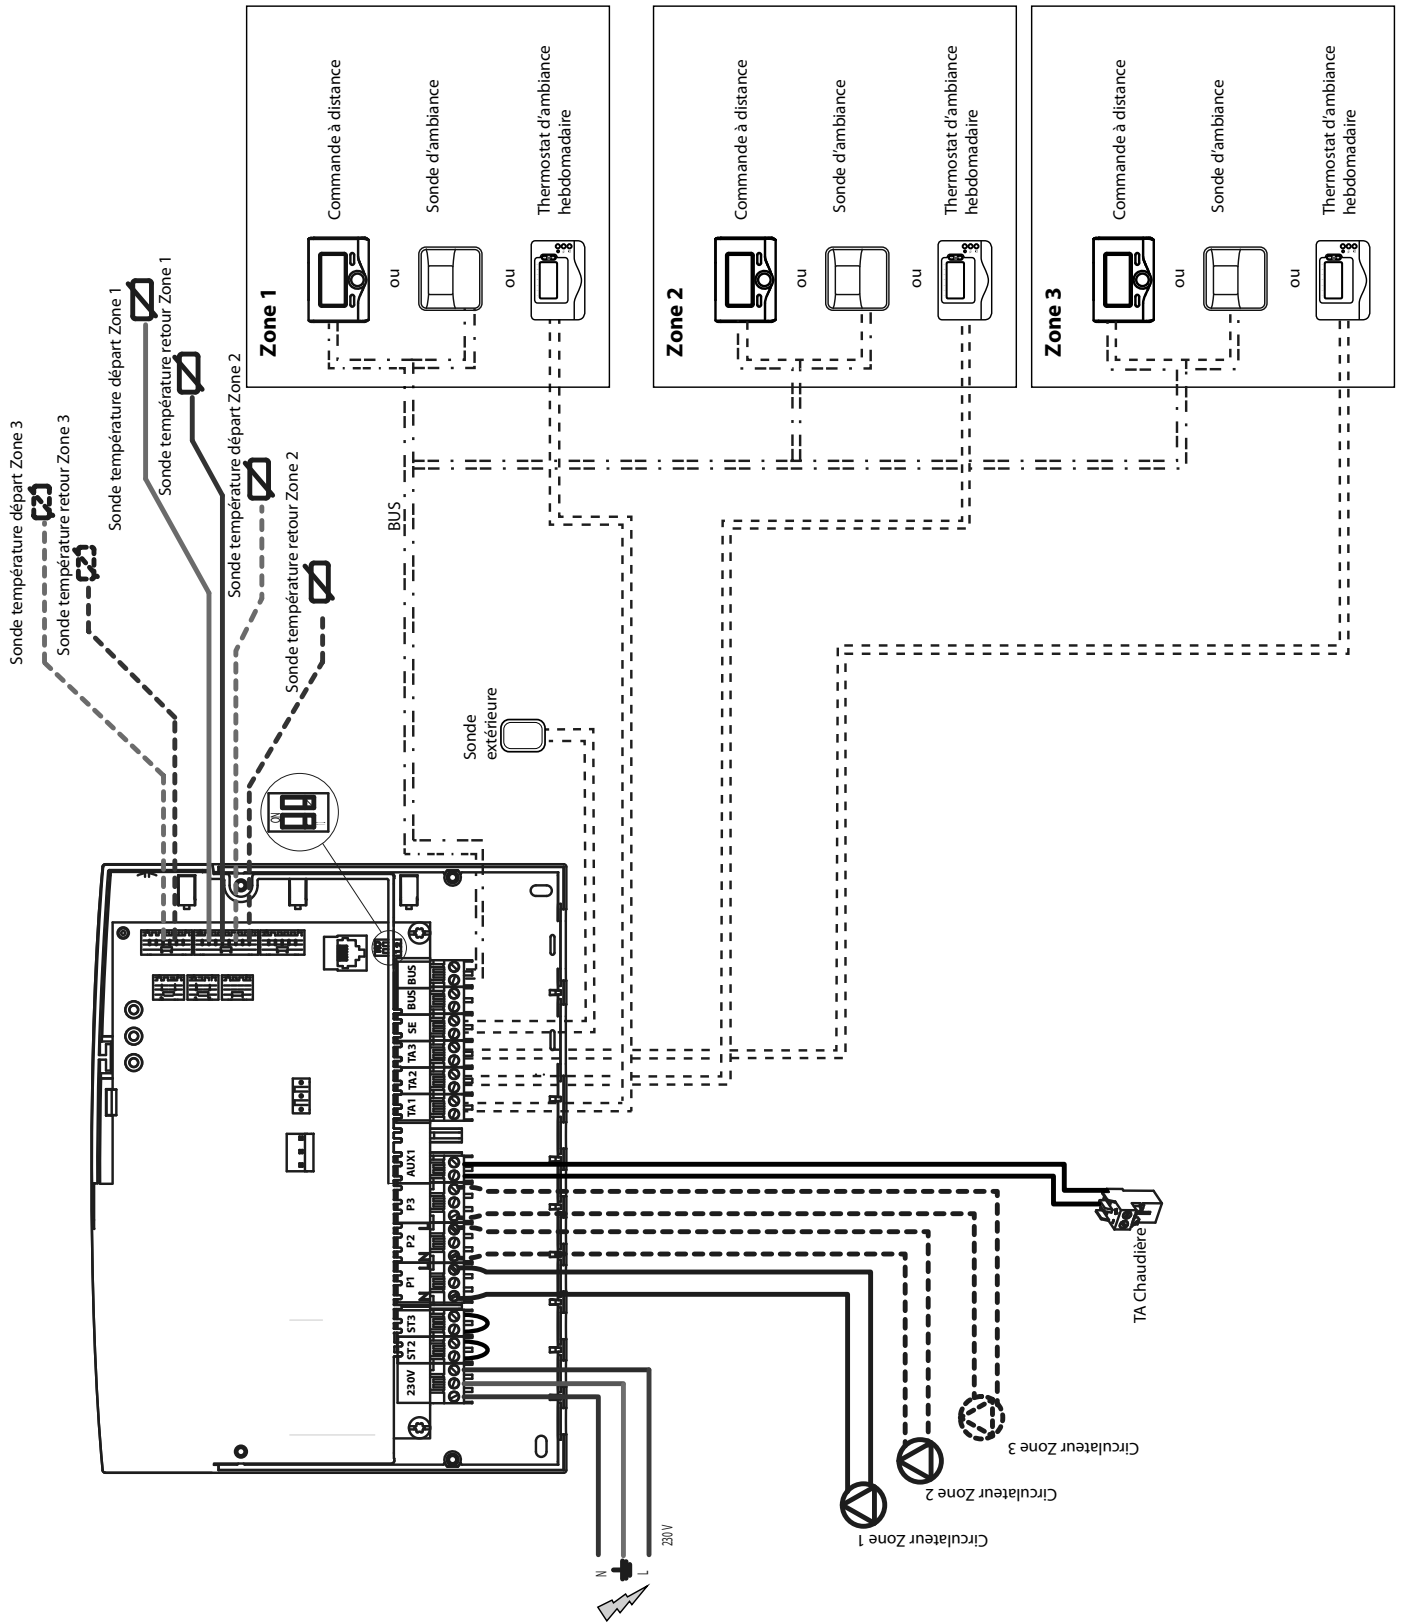 Sonde température départ Zone 3
Sonde température retour Zone 3
Sonde température départ Zone 1
Sonde température retour Zone 1
Sonde température départ Zone 2
Sonde température retour Zone 2
Zone 1
Commande à distance
ou
Sonde d'ambiance
ou
Thermostat d'ambiance
hebdomadaire
Zone 2
Commande à distance
ou
Sonde d'ambiance
ou
Thermostat d'ambiance
hebdomadaire
Zone 3
Commande à distance
ou
Sonde d'ambiance
ou
Thermostat d'ambiance
hebdomadaire
BUS
Sonde
extérieure
ON
230V
ST2
ST3
P1
P2
P3
AUX1
TA1
TA2
TA3
SE
BUS
BUS
N
L
N
L
TA Chaudière
Circulateur Zone 1
Circulateur Zone 2
Circulateur Zone 3
N
L
230 V